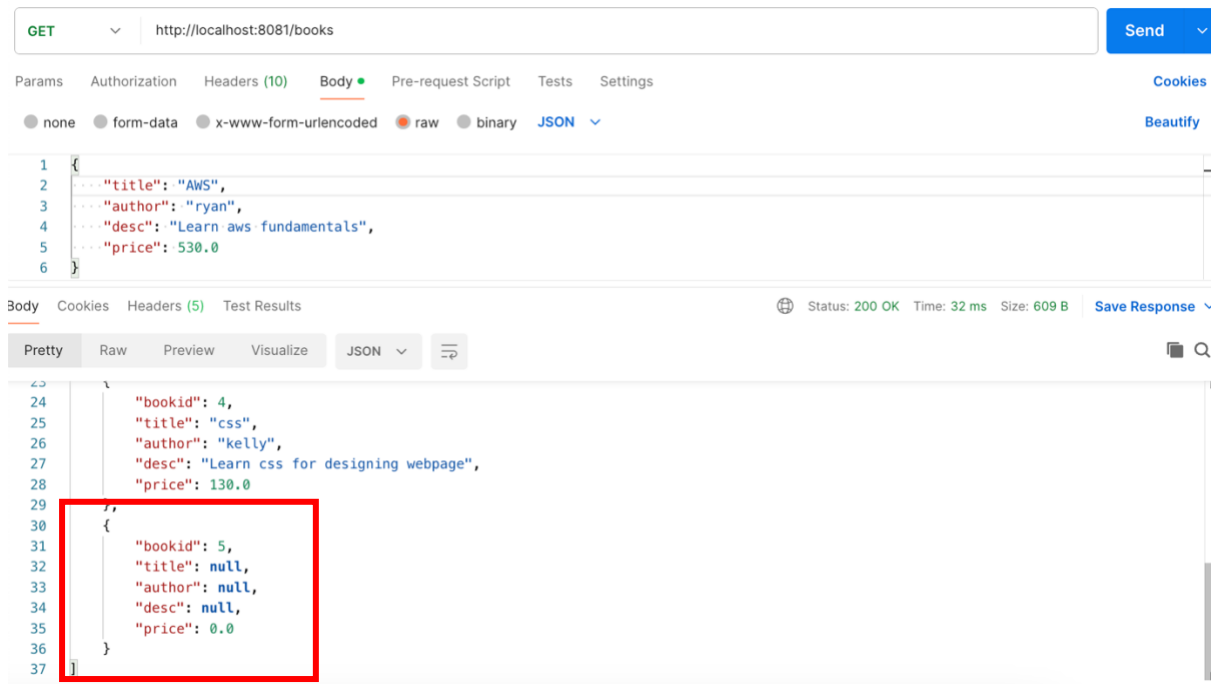 GET http://localhost:8081/books Send
Params Authorization Headers (10) Body Pre-request Script Tests Settings Cookies
none form-data x-www-form-urlencoded raw binary JSON Beautify
1 {
2 "title": "AWS",
3 "author": "ryan",
4 "desc": "Learn aws fundamentals",
5 "price": 530.0
6 }
Body Cookies Headers (5) Test Results Status: 200 OK Time: 32 ms Size: 609 B Save Response
Pretty Raw Preview Visualize JSON
23 {
24 "bookid": 4,
25 "title": "css",
26 "author": "kelly",
27 "desc": "Learn css for designing webpage",
28 "price": 130.0
29 },
30 {
31 "bookid": 5,
32 "title": null,
33 "author": null,
34 "desc": null,
35 "price": 0.0
36 }
37 ]